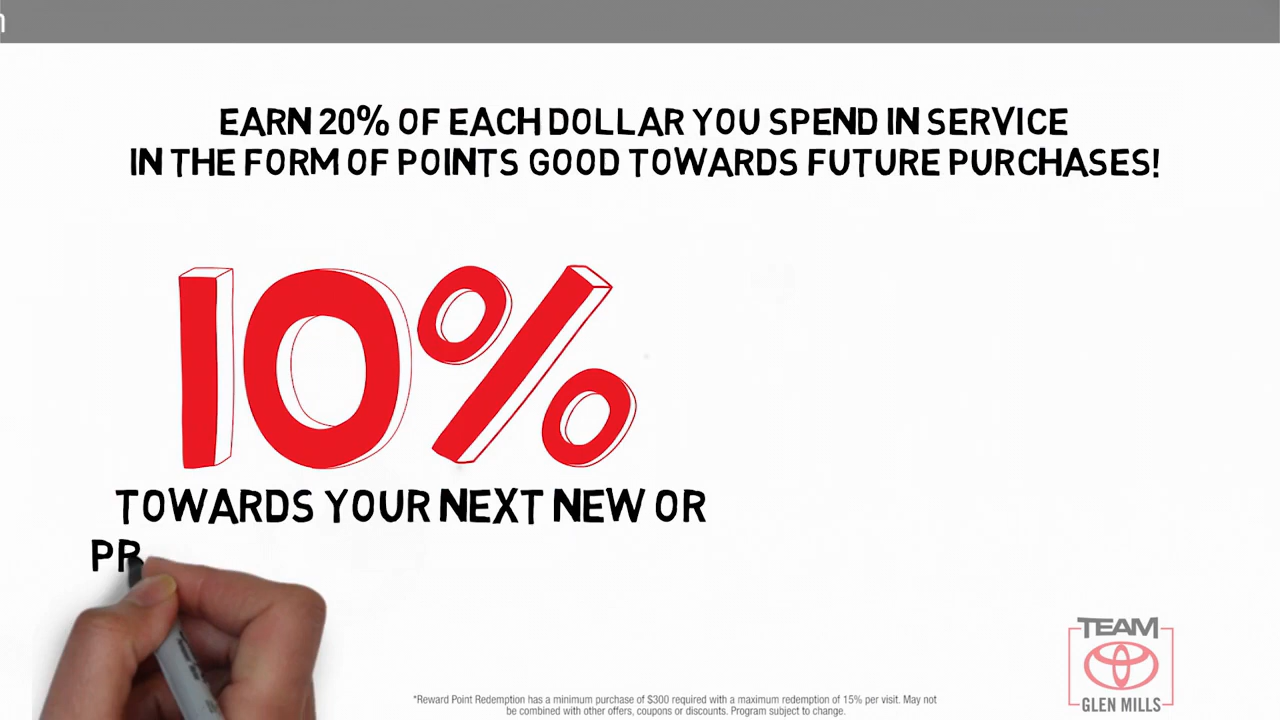 EARN 20% OF EACH DOLLAR YOU SPEND IN SERVICE
IN THE FORM OF POINTS GOOD TOWARDS FUTURE PURCHASES!
10%
TOWARDS YOUR NEXT NEW OR
PR
TEAM
GLEN MILLS
*Reward Point Redemption has a minimum purchase of $300 required with a maximum redemption of 15% per visit. May not
be combined with other offers, coupons or discounts. Program subject to change.